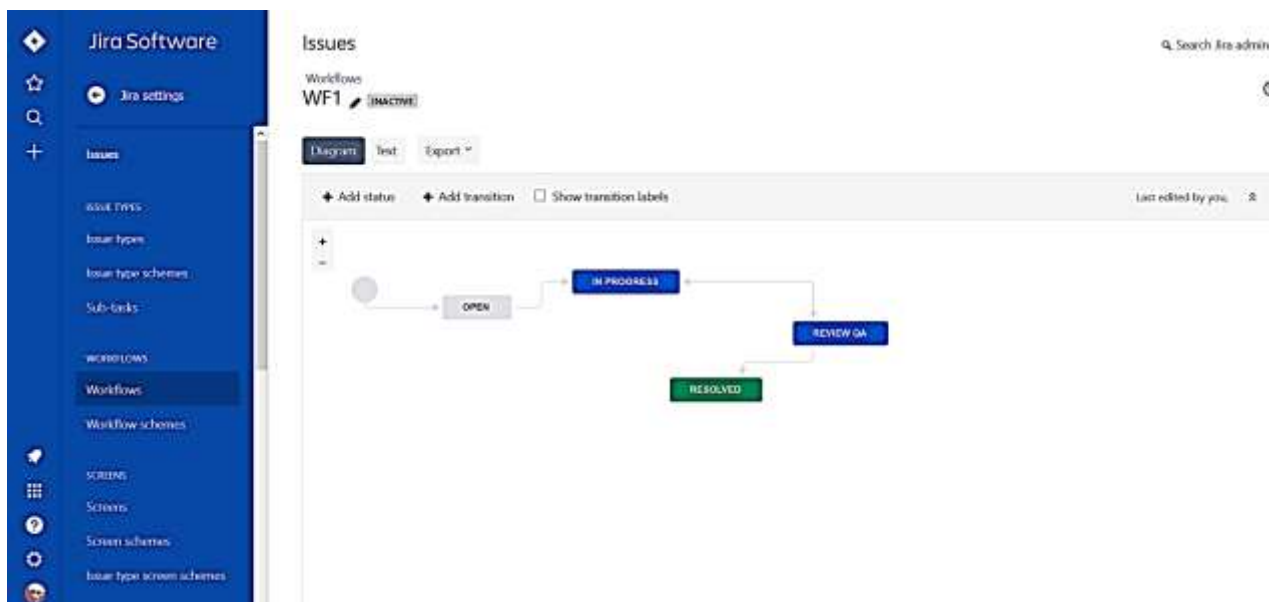 Jira Software
Jira settings
Issues
ISSUE TYPES
Issue types
Issue type schemes
Sub-tasks
WORKFLOWS
Workflows
Workflow schemes
SCREENS
Screens
Screen schemes
Issue type screen schemes
Issues
Search Jira admin
Workflows
WF1 INACTIVE
Diagram Text Export
Add status Add transition Show transition labels Last edited by you,
IN PROGRESS
OPEN
REVIEW QA
RESOLVED